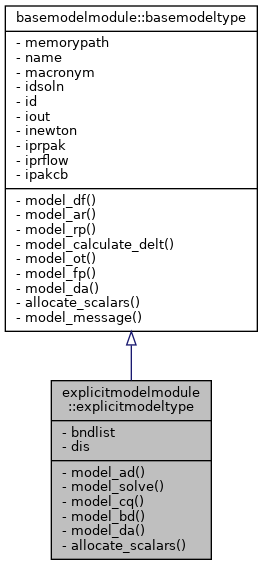 basemodelmodule::basemodeltype
- memorypath
- name
- macronym
- idsoln
- id
- iout
- inewton
- iprpak
- iprflow
- ipakcb
- model_df()
- model_ar()
- model_rp()
- model_calculate_delt()
- model_ot()
- model_fp()
- model_da()
- allocate_scalars()
- model_message()
explicitmodelmodule
::explicitmodeltype
- bndlist
- dis
- model_ad()
- model_solve()
- model_cq()
- model_bd()
- model_da()
- allocate_scalars()